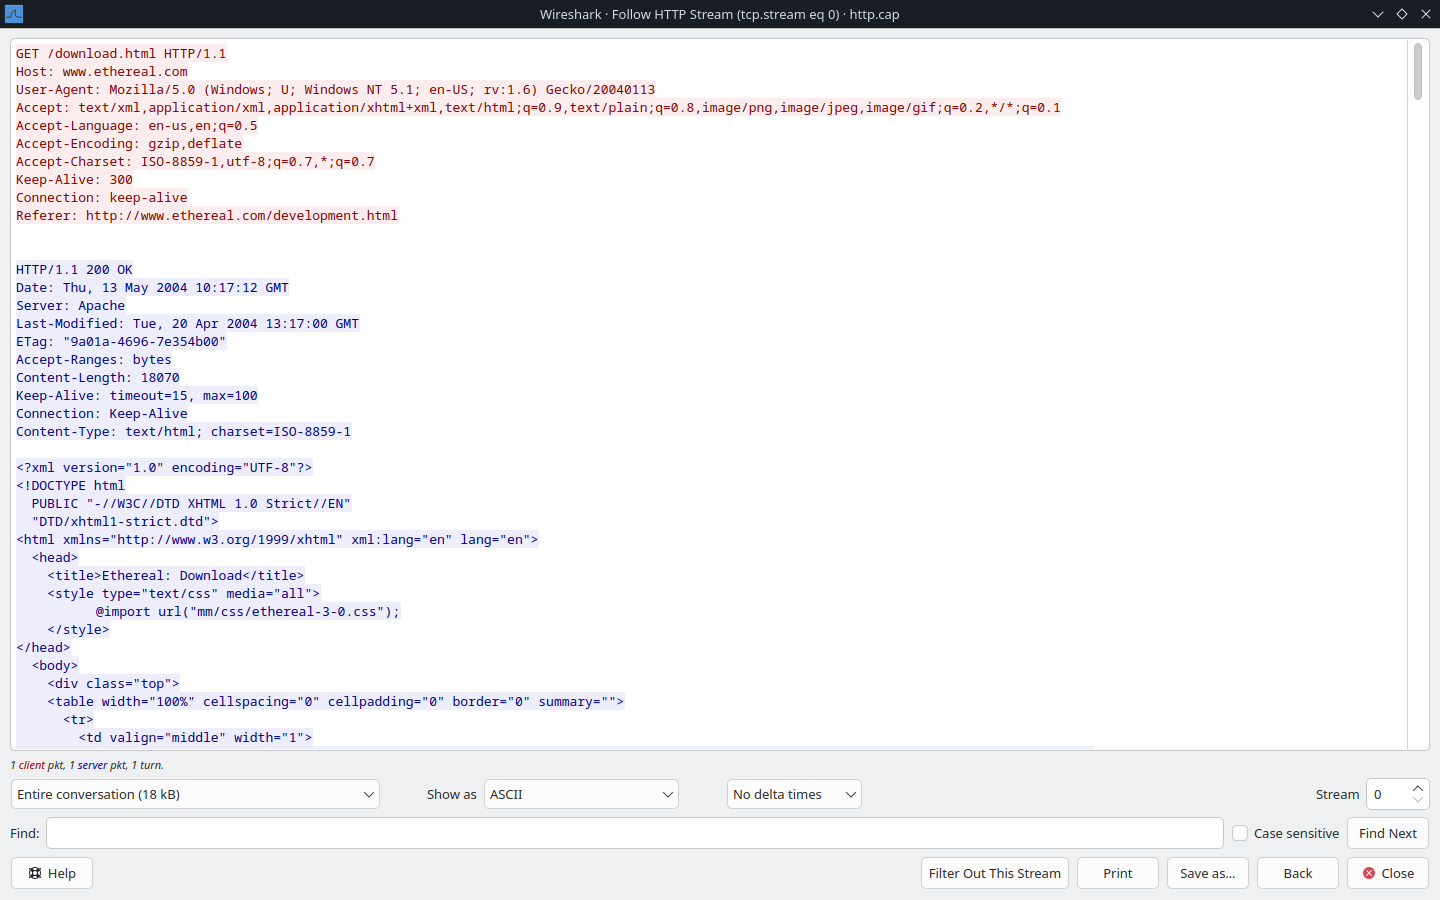 Wireshark · Follow HTTP Stream (tcp.stream eq 0) · http.cap
GET /download.html HTTP/1.1
Host: www.ethereal.com
User-Agent: Mozilla/5.0 (Windows; U; Windows NT 5.1; en-US; rv:1.6) Gecko/20040113
Accept: text/xml,application/xml,application/xhtml+xml,text/html;q=0.9,text/plain;q=0.8,image/png,image/jpeg,image/gif;q=0.2,*/*;q=0.1
Accept-Language: en-us,en;q=0.5
Accept-Encoding: gzip,deflate
Accept-Charset: ISO-8859-1,utf-8;q=0.7,*;q=0.7
Keep-Alive: 300
Connection: keep-alive
Referer: http://www.ethereal.com/development.html
HTTP/1.1 200 OK
Date: Thu, 13 May 2004 10:17:12 GMT
Server: Apache
Last-Modified: Tue, 20 Apr 2004 13:17:00 GMT
ETag: "9a01a-4696-7e354b00"
Accept-Ranges: bytes
Content-Length: 18070
Keep-Alive: timeout=15, max=100
Connection: Keep-Alive
Content-Type: text/html; charset=ISO-8859-1
<?xml version="1.0" encoding="UTF-8"?>
<!DOCTYPE html
  PUBLIC "-//W3C//DTD XHTML 1.0 Strict//EN"
  "DTD/xhtml1-strict.dtd">
<html xmlns="http://www.w3.org/1999/xhtml" xml:lang="en" lang="en">
  <head>
    <title>Ethereal: Download</title>
    <style type="text/css" media="all">
          @import url("mm/css/ethereal-3-0.css");
    </style>
</head>
  <body>
    <div class="top">
    <table width="100%" cellspacing="0" cellpadding="0" border="0" summary="">
      <tr>
        <td valign="middle" width="1">
1 client pkt, 1 server pkt, 1 turn.
Entire conversation (18 kB) Show as ASCII No delta times Stream 0
Find: Case sensitive Find Next
Help Filter Out This Stream Print Save as… Back Close